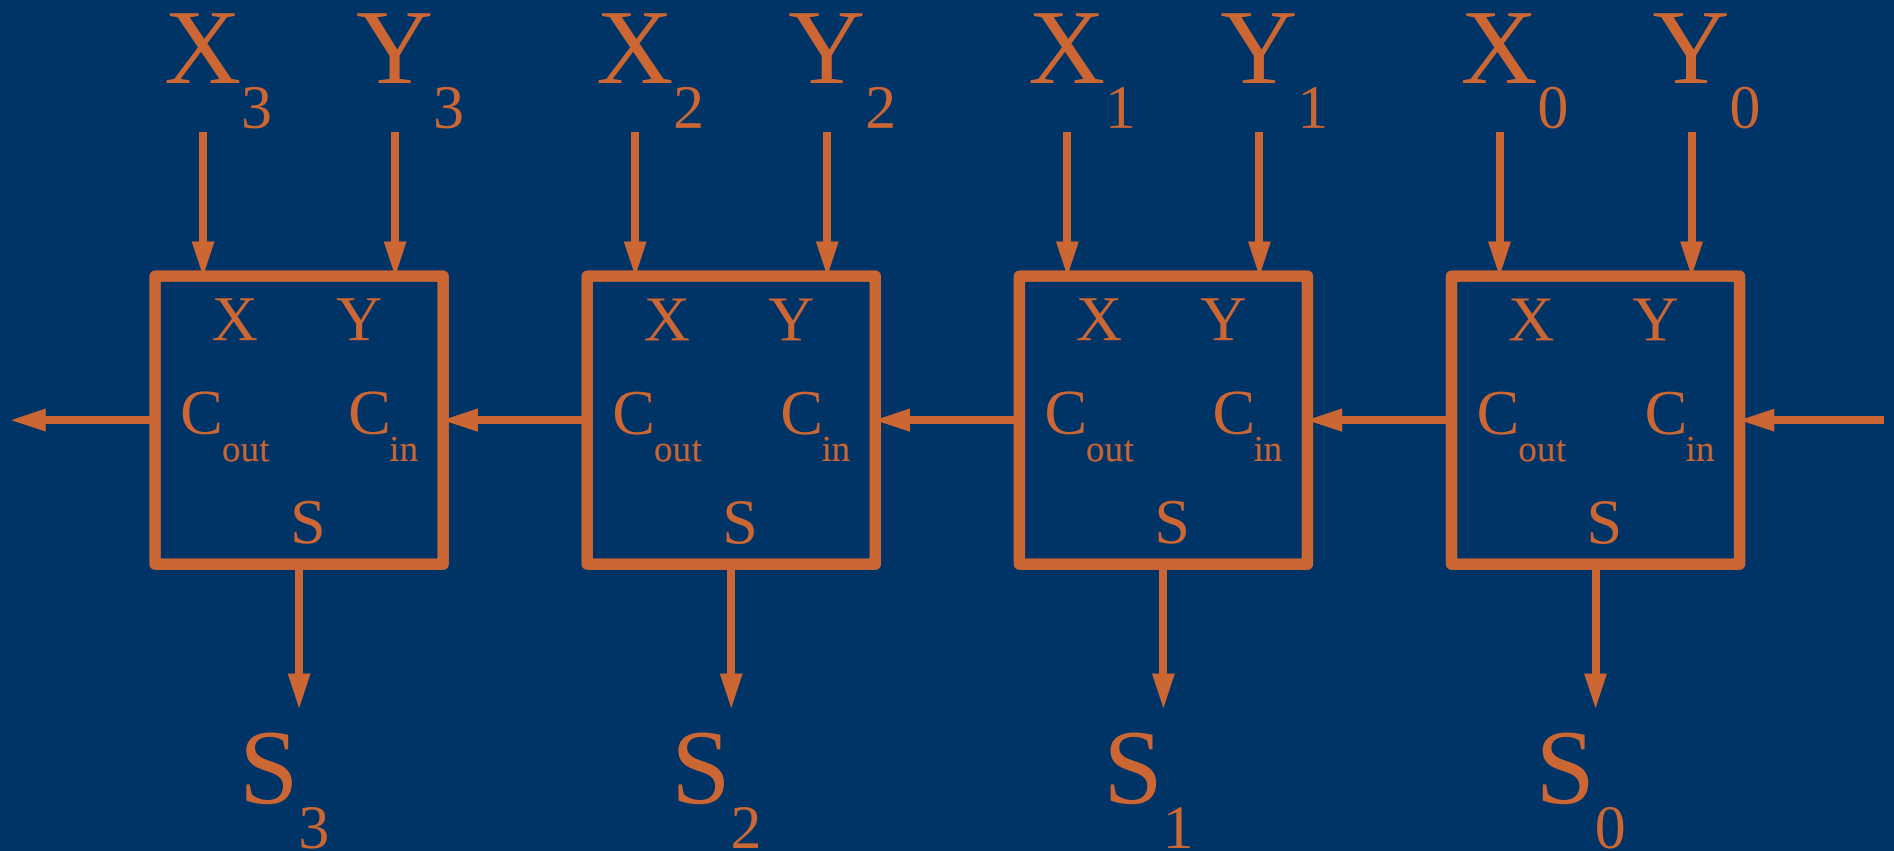 X3 Y3 X2 Y2 X1 Y1 X0 Y0
X Y X Y X Y X Y
Cout Cin Cout Cin Cout Cin Cout Cin
S S S S
S3 S2 S1 S0